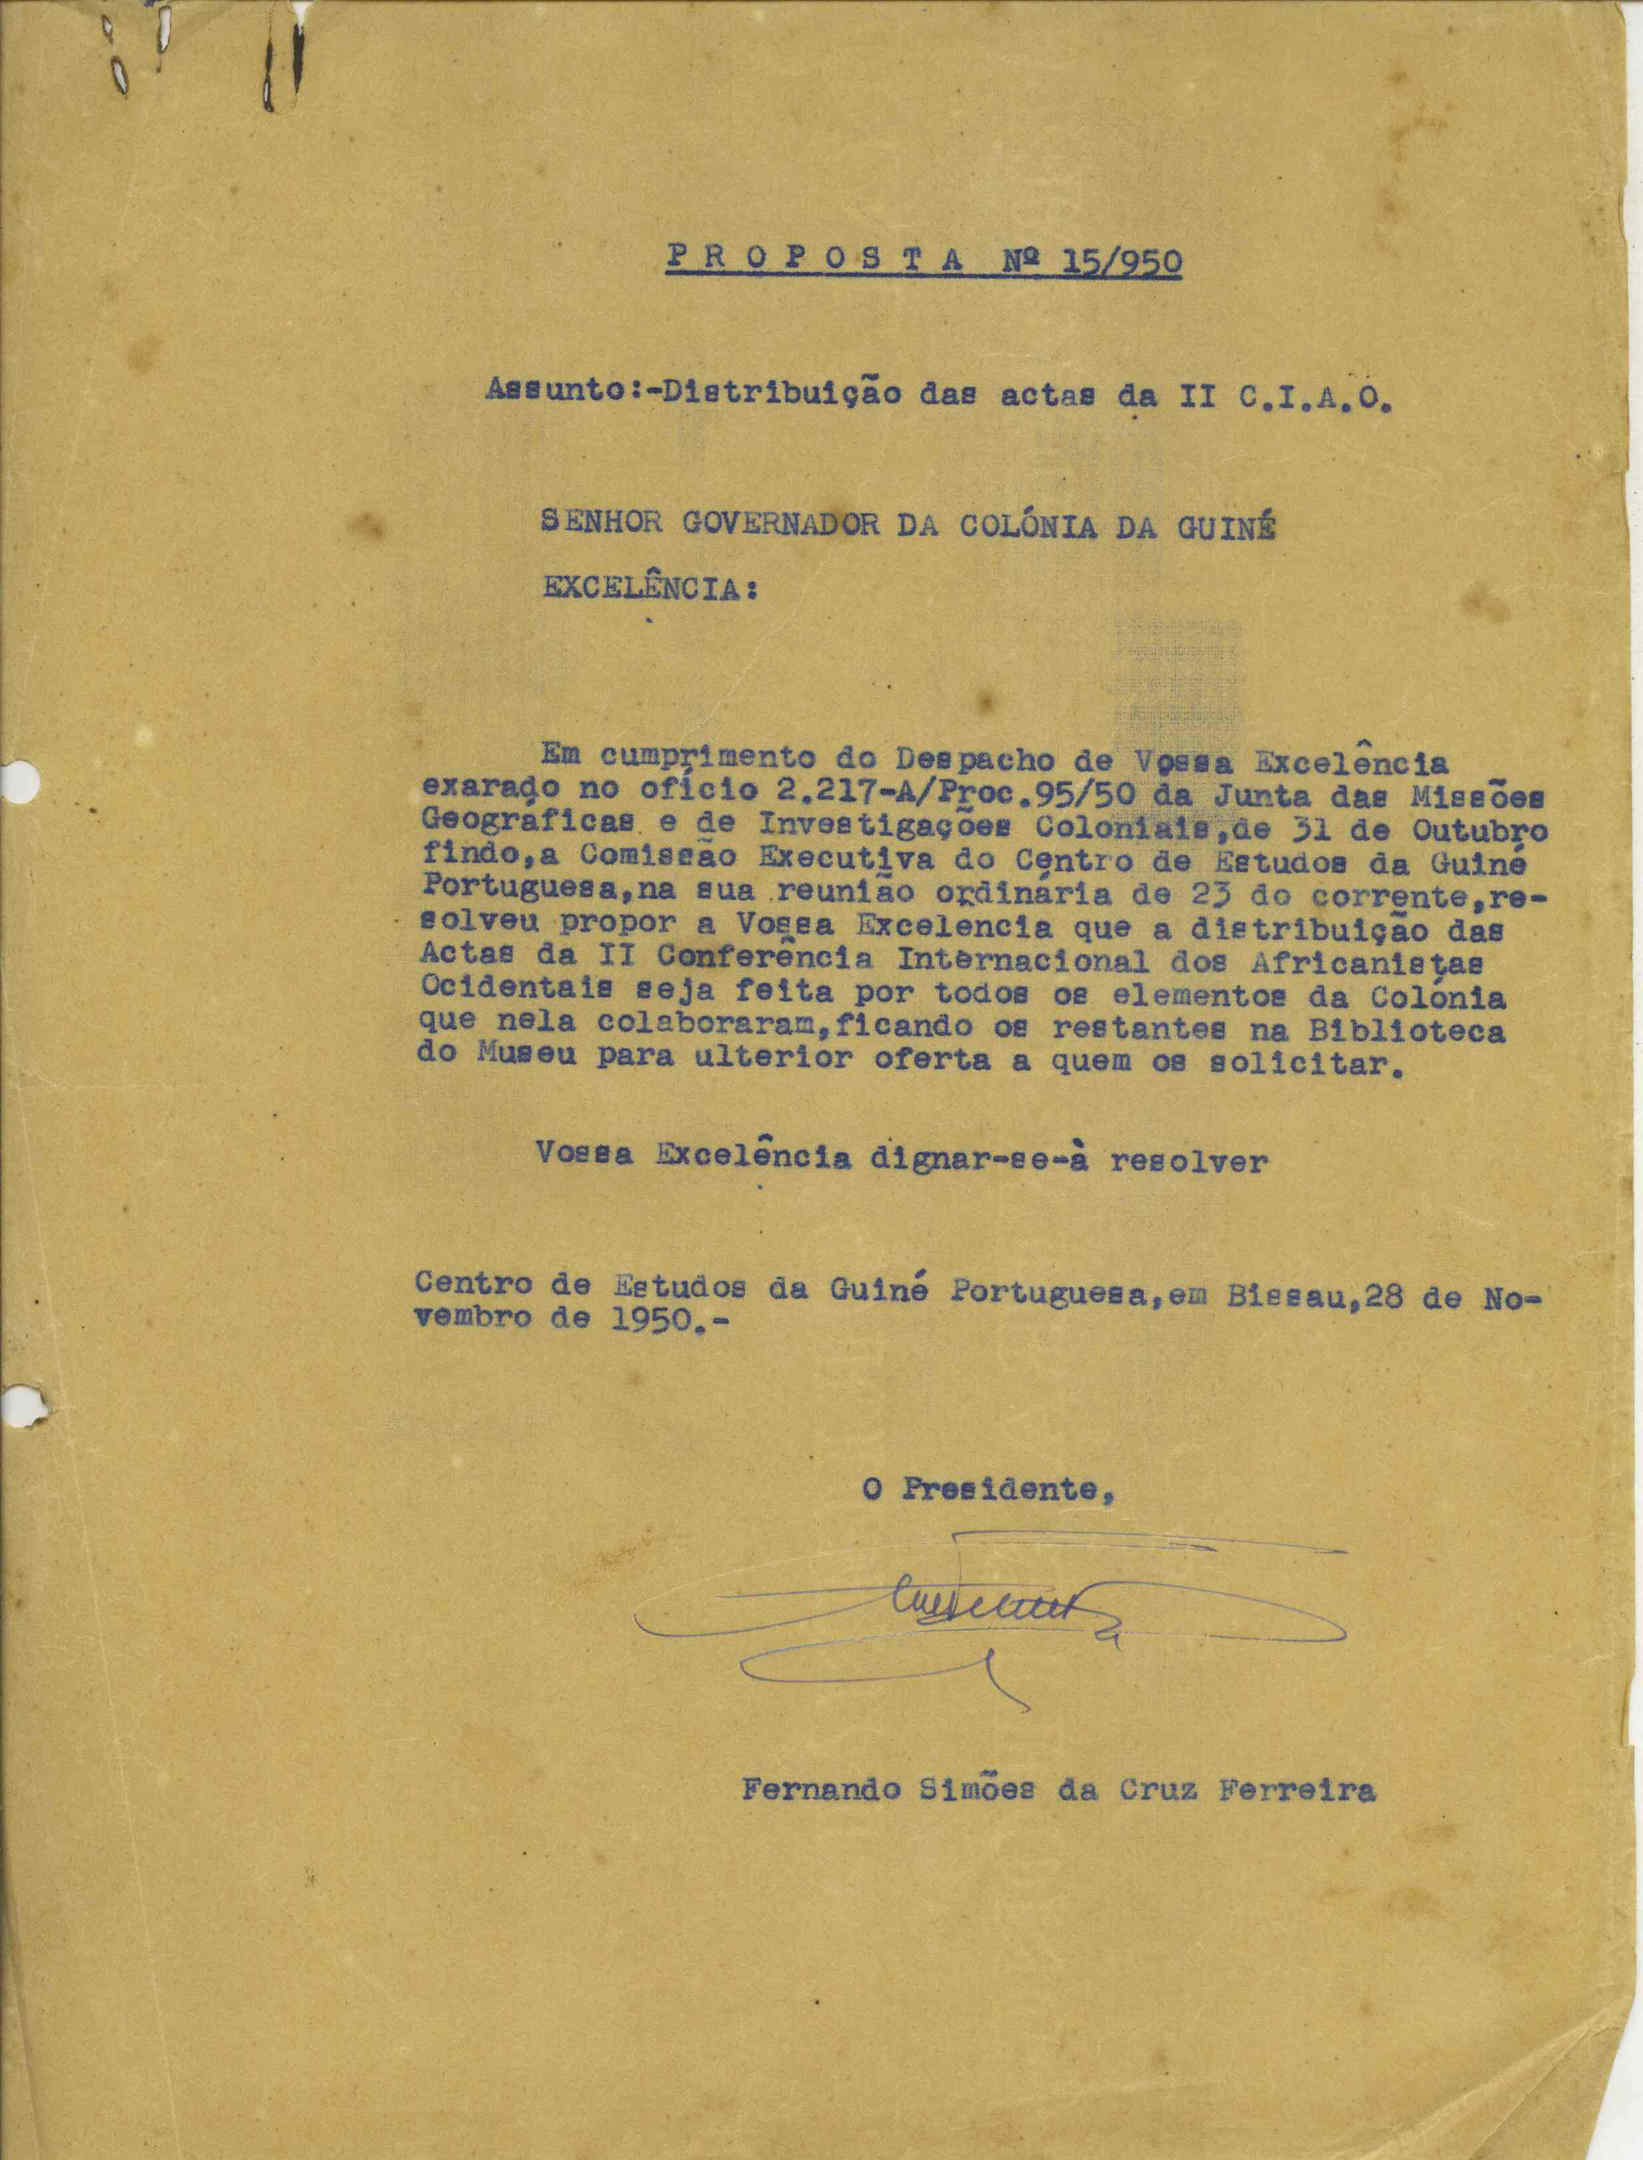 PROPOSTA Nº 15/950
Assunto:-Distribuição das actas da II C.I.A.O.
SENHOR GOVERNADOR DA COLÓNIA DA GUINÉ
EXCELÊNCIA:
Em cumprimento do Despacho de Vossa Excelência
exarado no ofício 2.217-A/Proc.95/50 da Junta das Missões
Geográficas e de Investigações Coloniais,de 31 de Outubro
findo,a Comissão Executiva do Centro de Estudos da Guiné
Portuguesa,na sua reunião ordinária de 23 do corrente,re-
solveu propor a Vossa Excelencia que a distribuição das
Actas da II Conferência Internacional dos Africanistas
Ocidentais seja feita por todos os elementos da Colónia
que nela colaboraram,ficando os restantes na Biblioteca
do Museu para ulterior oferta a quem os solicitar.
Vossa Excelência dignar-se-à resolver
Centro de Estudos da Guiné Portuguesa,em Bissau,28 de No-
vembro de 1950.-
O Presidente,
Fernando Simões da Cruz Ferreira